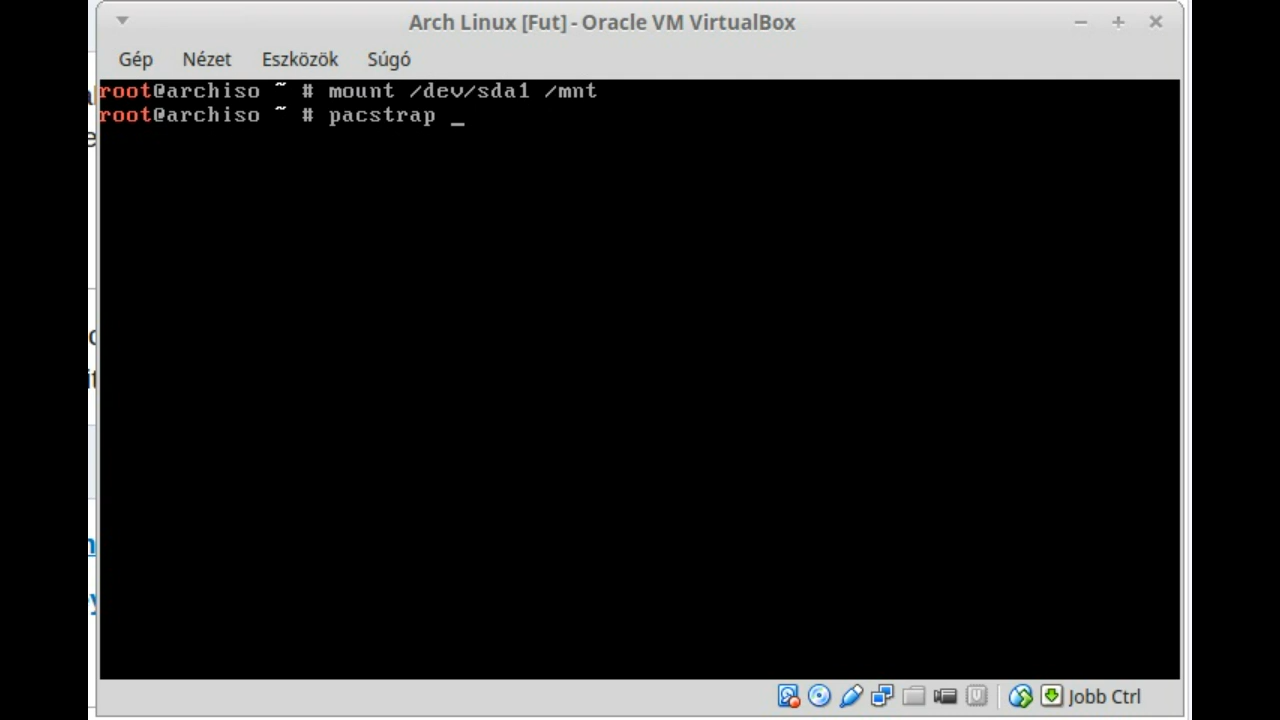 Arch Linux [Fut] - Oracle VM VirtualBox
Gép Nézet Eszközök Súgó
root@archiso ~ # mount /dev/sda1 /mnt
root@archiso ~ # pacstrap _
Jobb Ctrl